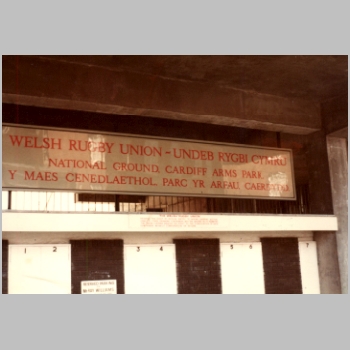 WELSH RUGBY UNION - UNDEB RYGBI CYMRU
NATIONAL GROUND, CARDIFF ARMS PARK.
Y MAES CENEDLAETHOL, PARC YR ARFAU, CAERDYDD
1 2 3 4 5 6 7